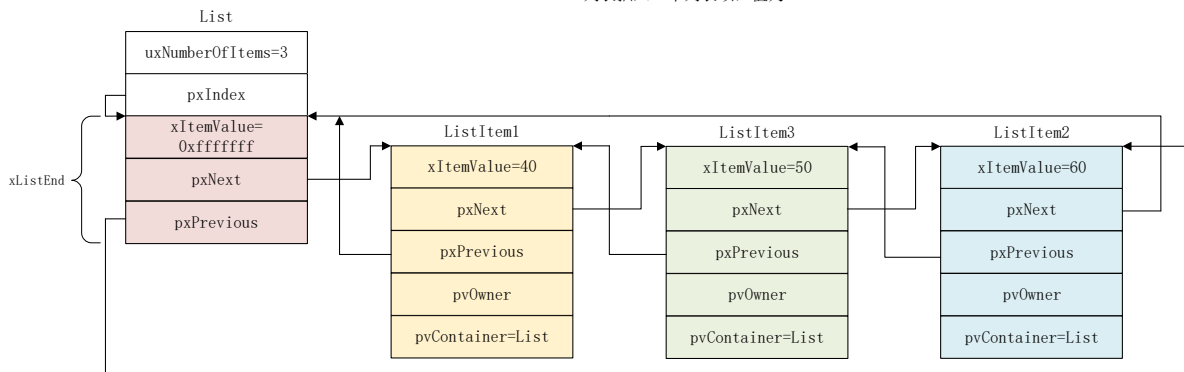 List
uxNumberOfItems=3
pxIndex
xItemValue=
0xfffffff
pxNext
pxPrevious
xListEnd
ListItem1
xItemValue=40
pxNext
pxPrevious
pvOwner
pvContainer=List
ListItem3
xItemValue=50
pxNext
pxPrevious
pvOwner
pvContainer=List
ListItem2
xItemValue=60
pxNext
pxPrevious
pvOwner
pvContainer=List